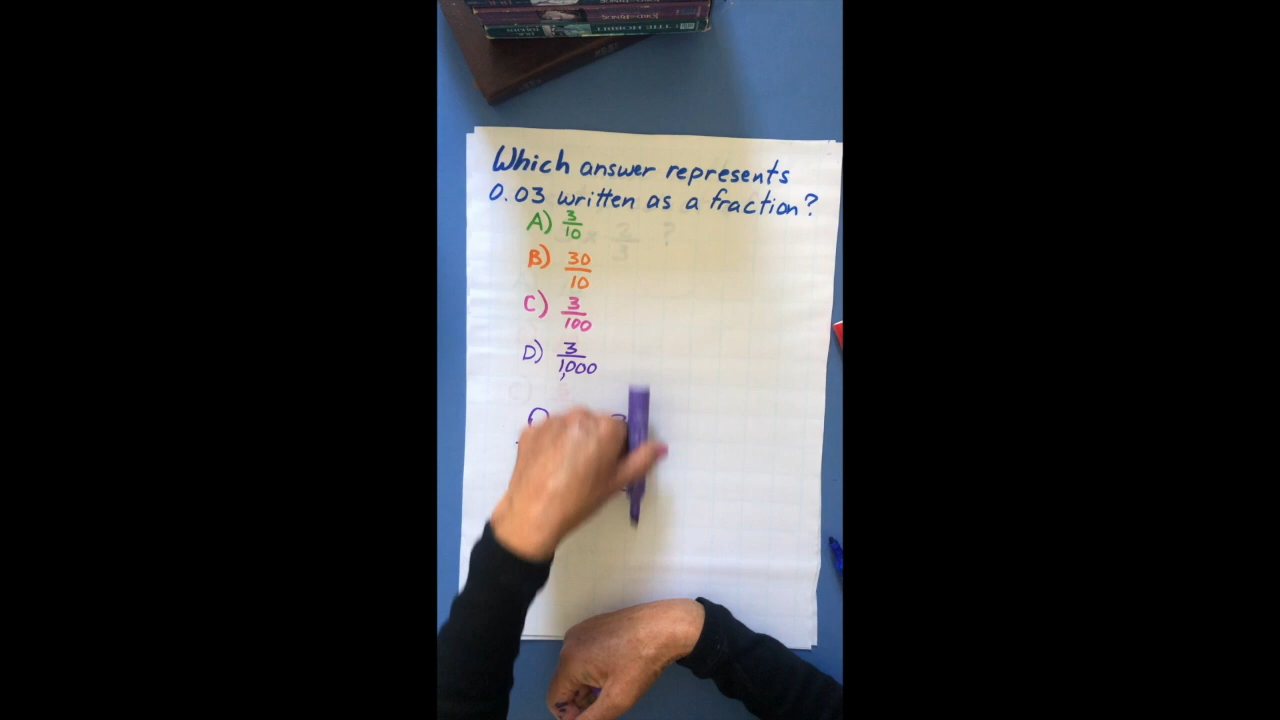 Which answer represents
0.03 written as a fraction?
A) 3/10
B) 30/10
C) 3/100
D) 3/1,000